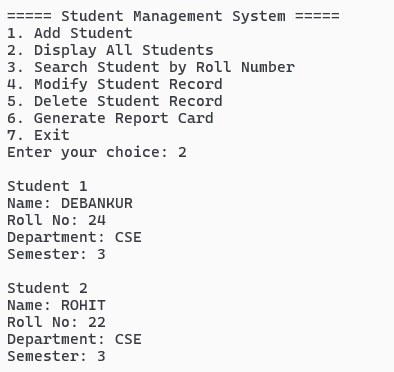 ===== Student Management System =====
1. Add Student
2. Display All Students
3. Search Student by Roll Number
4. Modify Student Record
5. Delete Student Record
6. Generate Report Card
7. Exit
Enter your choice: 2
Student 1
Name: DEBANKUR
Roll No: 24
Department: CSE
Semester: 3
Student 2
Name: ROHIT
Roll No: 22
Department: CSE
Semester: 3